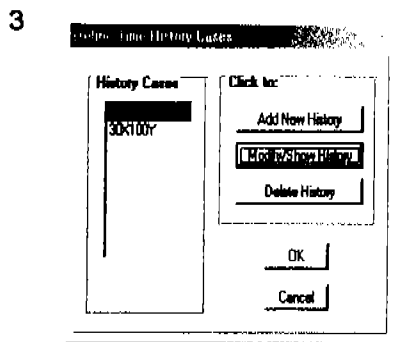 3
Define Time History Cases
History Cases
Click to:
30X100Y
Add New History
Modify/Show History
Delete History
OK
Cancel